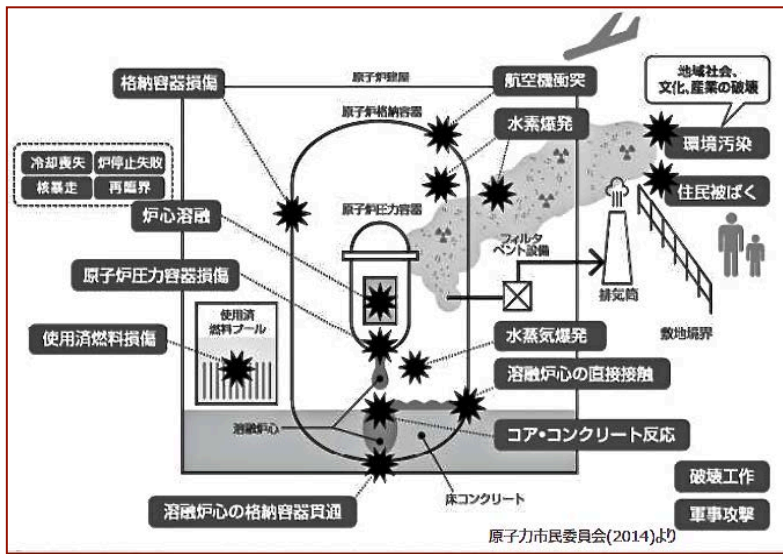 格納容器損傷
原子炉建屋
航空機衝突
地域社会、
文化、産業の破壊
原子炉格納容器
水素爆発
環境汚染
冷却喪失
炉停止失敗
核暴走
再臨界
住民被ばく
炉心溶融
原子炉圧力容器
フィルタ
ベント設備
原子炉圧力容器損傷
排気筒
敷地境界
使用済
燃料プール
使用済燃料損傷
水蒸気爆発
溶融炉心の直接接触
溶融炉心
コア・コンクリート反応
破壊工作
溶融炉心の格納容器貫通
床コンクリート
軍事攻撃
原子力市民委員会(2014)より